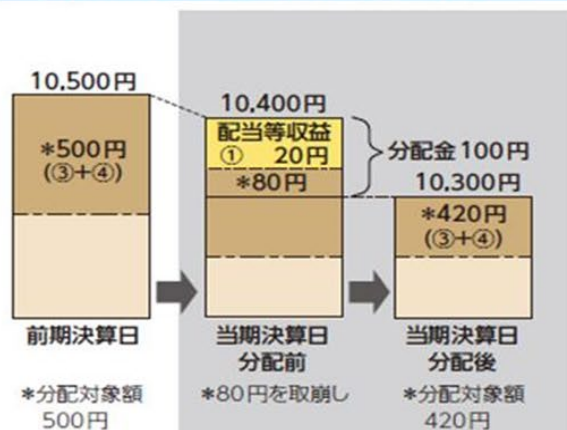 10,500円
*500円
(③+④)
前期決算日
*分配対象額
500円
10,400円
配当等収益
① 20円
*80円
分配金100円
当期決算日
分配前
*80円を取崩し
10,300円
*420円
(③+④)
当期決算日
分配後
*分配対象額
420円